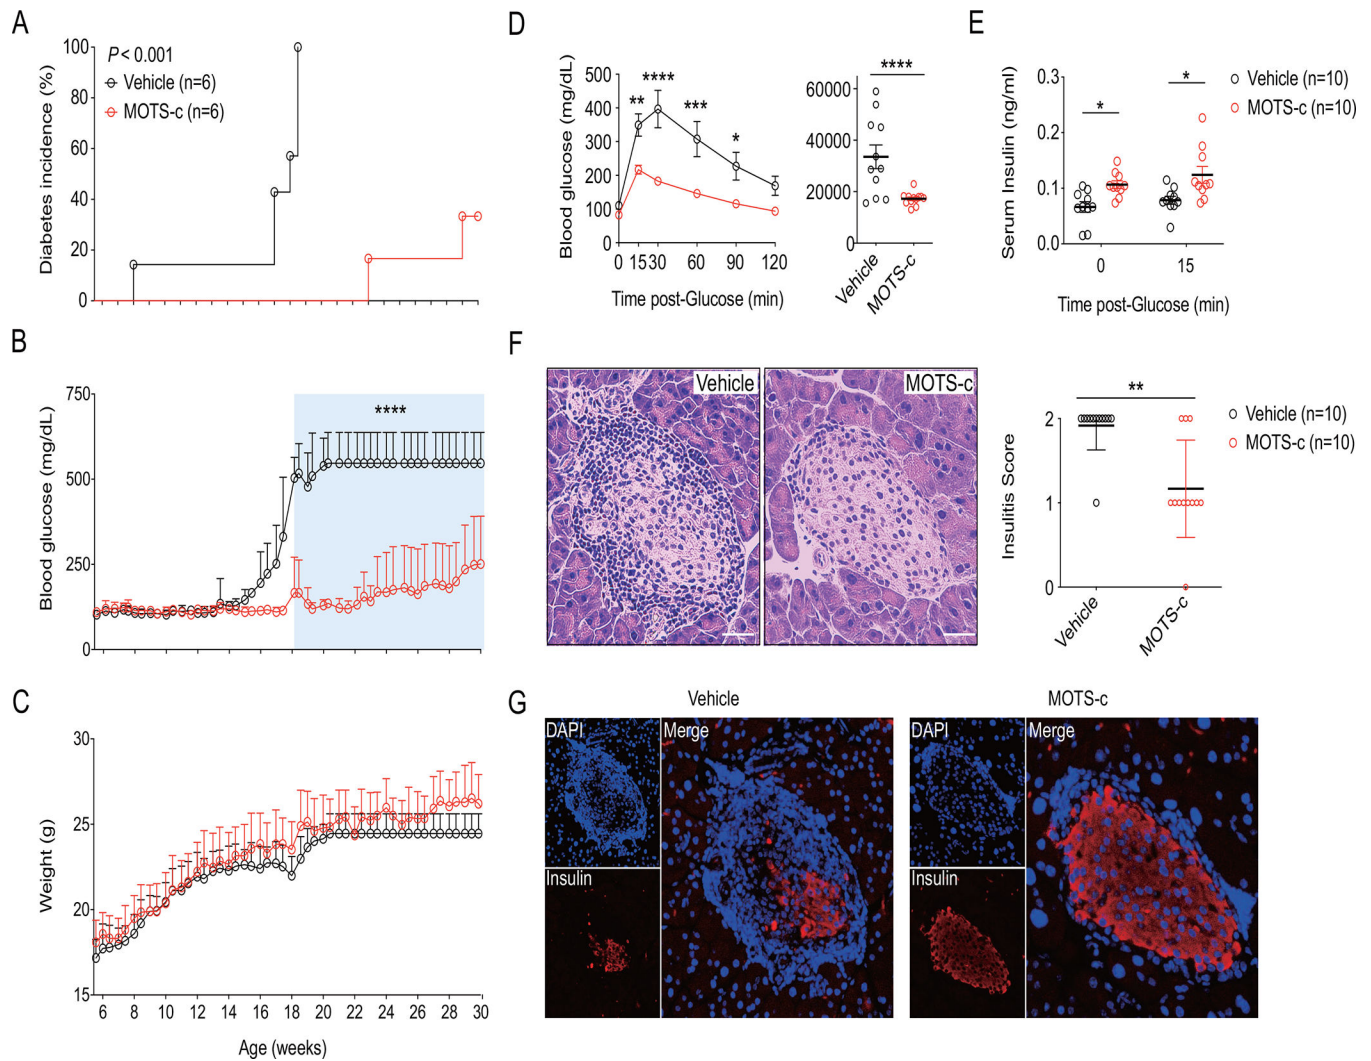 A
Diabetes incidence (%)
100
80
60
40
20
0
P < 0.001
Vehicle (n=6)
MOTS-c (n=6)
B
Blood glucose (mg/dL)
750
500
250
0
****
C
Weight (g)
30
25
20
15
6 8 10 12 14 16 18 20 22 24 26 28 30
Age (weeks)
D
Blood glucose (mg/dL)
500
400
300
200
100
0
** **** *** *
0 15 30 60 90 120
Time post-Glucose (min)
60000
40000
20000
0
****
Vehicle MOTS-c
E
Serum Insulin (ng/ml)
0.3
0.2
0.1
0.0
* *
0 15
Time post-Glucose (min)
Vehicle (n=10)
MOTS-c (n=10)
F
Vehicle MOTS-c
Insulitis Score
2
1
0
**
Vehicle MOTS-c
Vehicle (n=10)
MOTS-c (n=10)
G
Vehicle MOTS-c
DAPI Merge DAPI Merge
Insulin Insulin